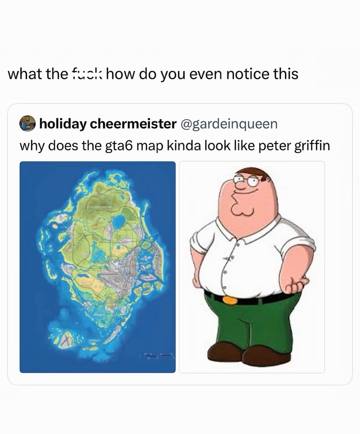 what the fuck how do you even notice this
holiday cheermeister @gardeinqueen
why does the gta6 map kinda look like peter griffin